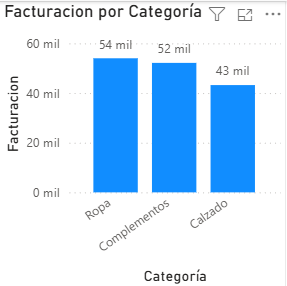 Facturacion por Categoría
60 mil
40 mil
20 mil
0 mil
Facturacion
54 mil
52 mil
43 mil
Ropa
Complementos
Calzado
Categoría